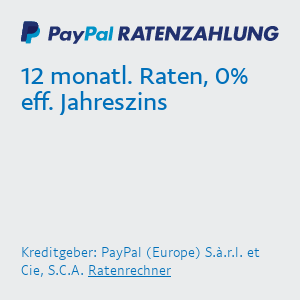 PayPal RATENZAHLUNG
12 monatl. Raten, 0%
eff. Jahreszins
Kreditgeber: PayPal (Europe) S.à.r.l. et
Cie, S.C.A. Ratenrechner